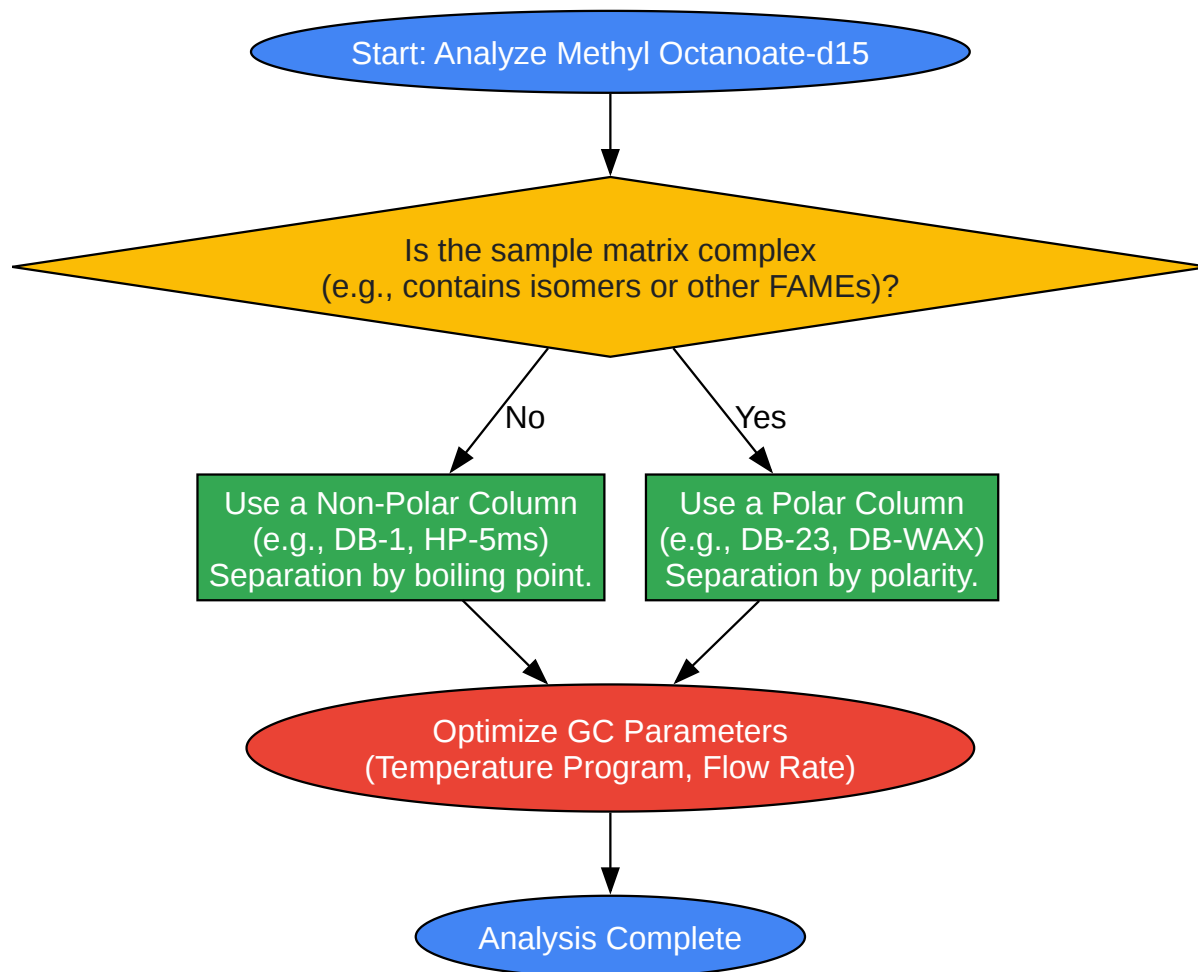 Start: Analyze Methyl Octanoate-d15
Is the sample matrix complex
(e.g., contains isomers or other FAMEs)?
No
Yes
Use a Non-Polar Column
(e.g., DB-1, HP-5ms)
Separation by boiling point.
Use a Polar Column
(e.g., DB-23, DB-WAX)
Separation by polarity.
Optimize GC Parameters
(Temperature Program, Flow Rate)
Analysis Complete